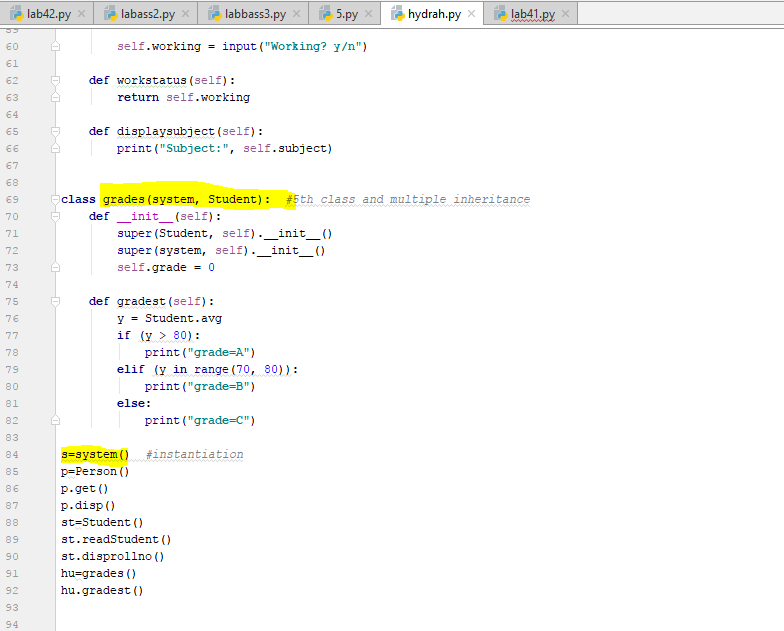 lab42.py × labass2.py × labbass3.py × 5.py × hydrah.py × lab41.py ×
59
60 self.working = input("Working? y/n")
61
62 def workstatus(self):
63 return self.working
64
65 def displaysubject(self):
66 print("Subject:", self.subject)
67
68
69 class grades(system, Student): #5th class and multiple inheritance
70 def __init__(self):
71 super(Student, self).__init__()
72 super(system, self).__init__()
73 self.grade = 0
74
75 def gradest(self):
76 y = Student.avg
77 if (y > 80):
78 print("grade=A")
79 elif (y in range(70, 80)):
80 print("grade=B")
81 else:
82 print("grade=C")
83
84 s=system() #instantiation
85 p=Person()
86 p.get()
87 p.disp()
88 st=Student()
89 st.readStudent()
90 st.disprollno()
91 hu=grades()
92 hu.gradest()
93
94